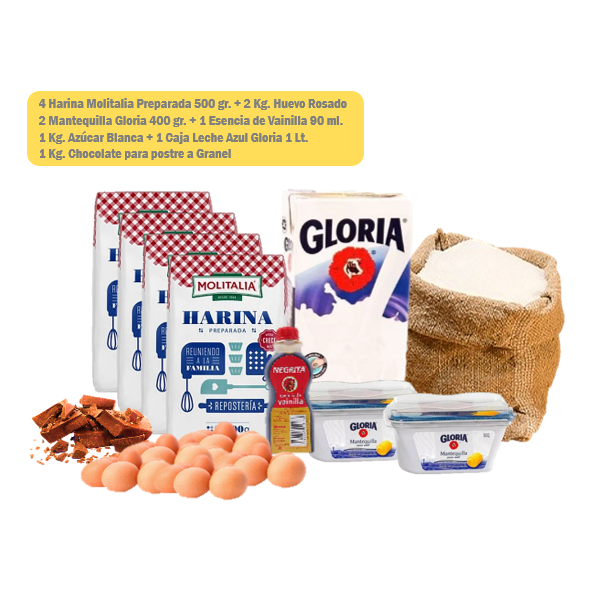 4 Harina Molitalia Preparada 500 gr. + 2 Kg. Huevo Rosado
2 Mantequilla Gloria 400 gr. + 1 Esencia de Vainilla 90 ml.
1 Kg. Azúcar Blanca + 1 Caja Leche Azul Gloria 1 Lt.
1 Kg. Chocolate para postre a Granel
GLORIA
MOLITALIA
HARINA
PREPARADA
REUNIENDO
A LA
FAMILIA
REPOSTERÍA
NEGRITA
vainilla
GLORIA
Mantequilla
GLORIA
Mantequilla